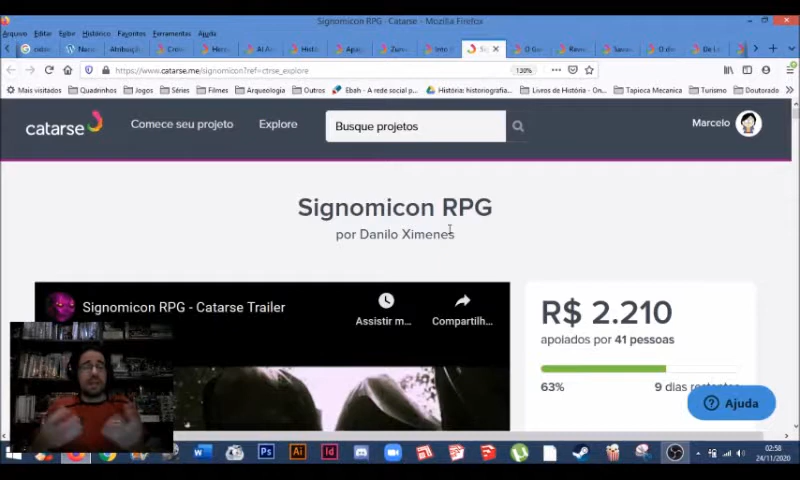 Signomicon RPG - Catarse - Mozilla Firefox
Arquivo Editar Exibir Histórico Favoritos Ferramentas Ajuda
https://www.catarse.me/signomicon?ref=ctrse_explore
130%
Mais visitados Quadrinhos Jogos Séries Filmes Arqueologia Outros Ebah - A rede social p... História: historiografia... Livros de História - On... Tapioca Mecanica Turismo Doutorado
catarse
Comece seu projeto
Explore
Busque projetos
Marcelo
Signomicon RPG
por Danilo Ximenes
Signomicon RPG - Catarse Trailer
Assistir m...
Compartilh...
R$ 2.210
apoiados por 41 pessoas
63%
9 dias restantes
Ajuda
02:58
24/11/2020